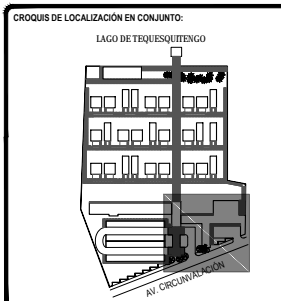 CROQUIS DE LOCALIZACIÓN EN CONJUNTO:
LAGO DE TEQUESQUITENGO
AV. CIRCUNVALACIÓN